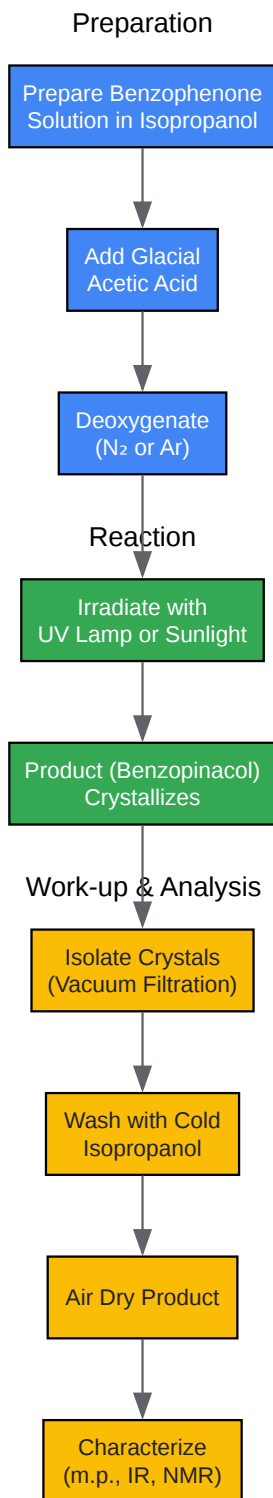 Preparation
Prepare Benzophenone
Solution in Isopropanol
Add Glacial
Acetic Acid
Deoxygenate
(N₂ or Ar)
Reaction
Irradiate with
UV Lamp or Sunlight
Product (Benzopinacol)
Crystallizes
Work-up & Analysis
Isolate Crystals
(Vacuum Filtration)
Wash with Cold
Isopropanol
Air Dry Product
Characterize
(m.p., IR, NMR)